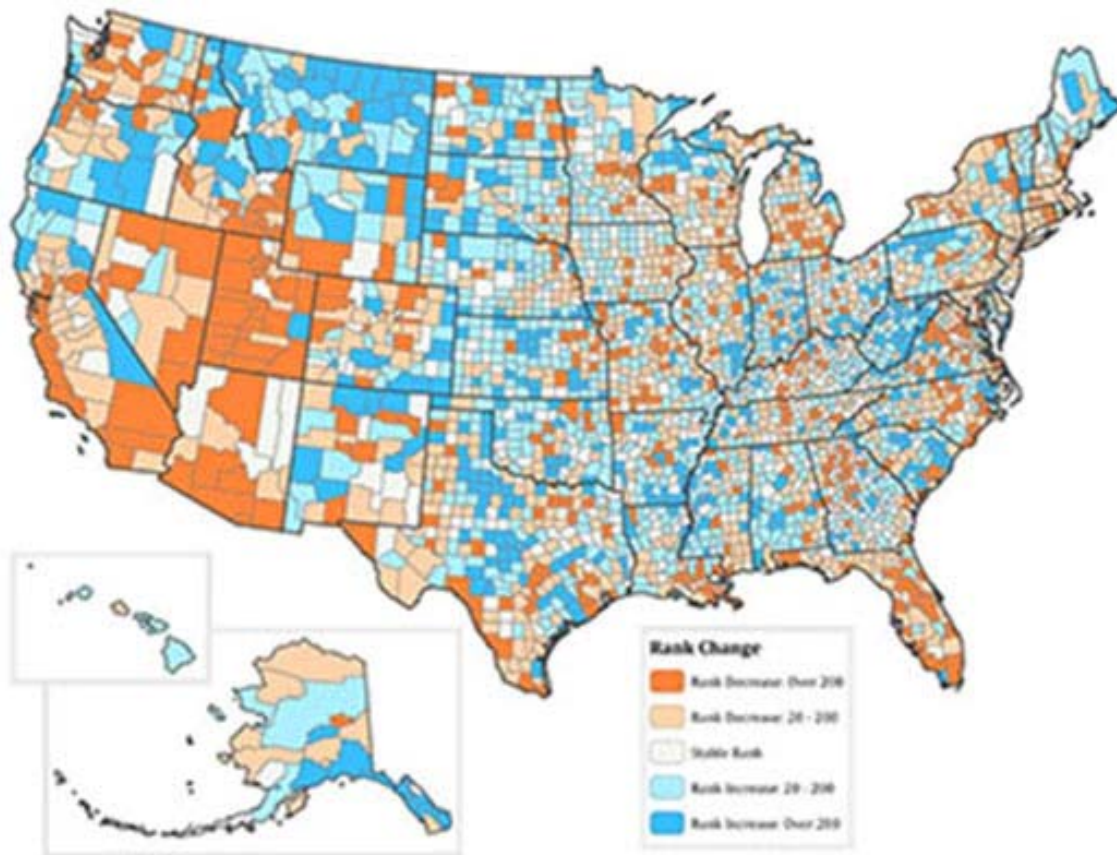 Rank Change
Rank Decrease: Over 200
Rank Decrease: 20 - 200
Stable Rank
Rank Increase: 20 - 200
Rank Increase: Over 200